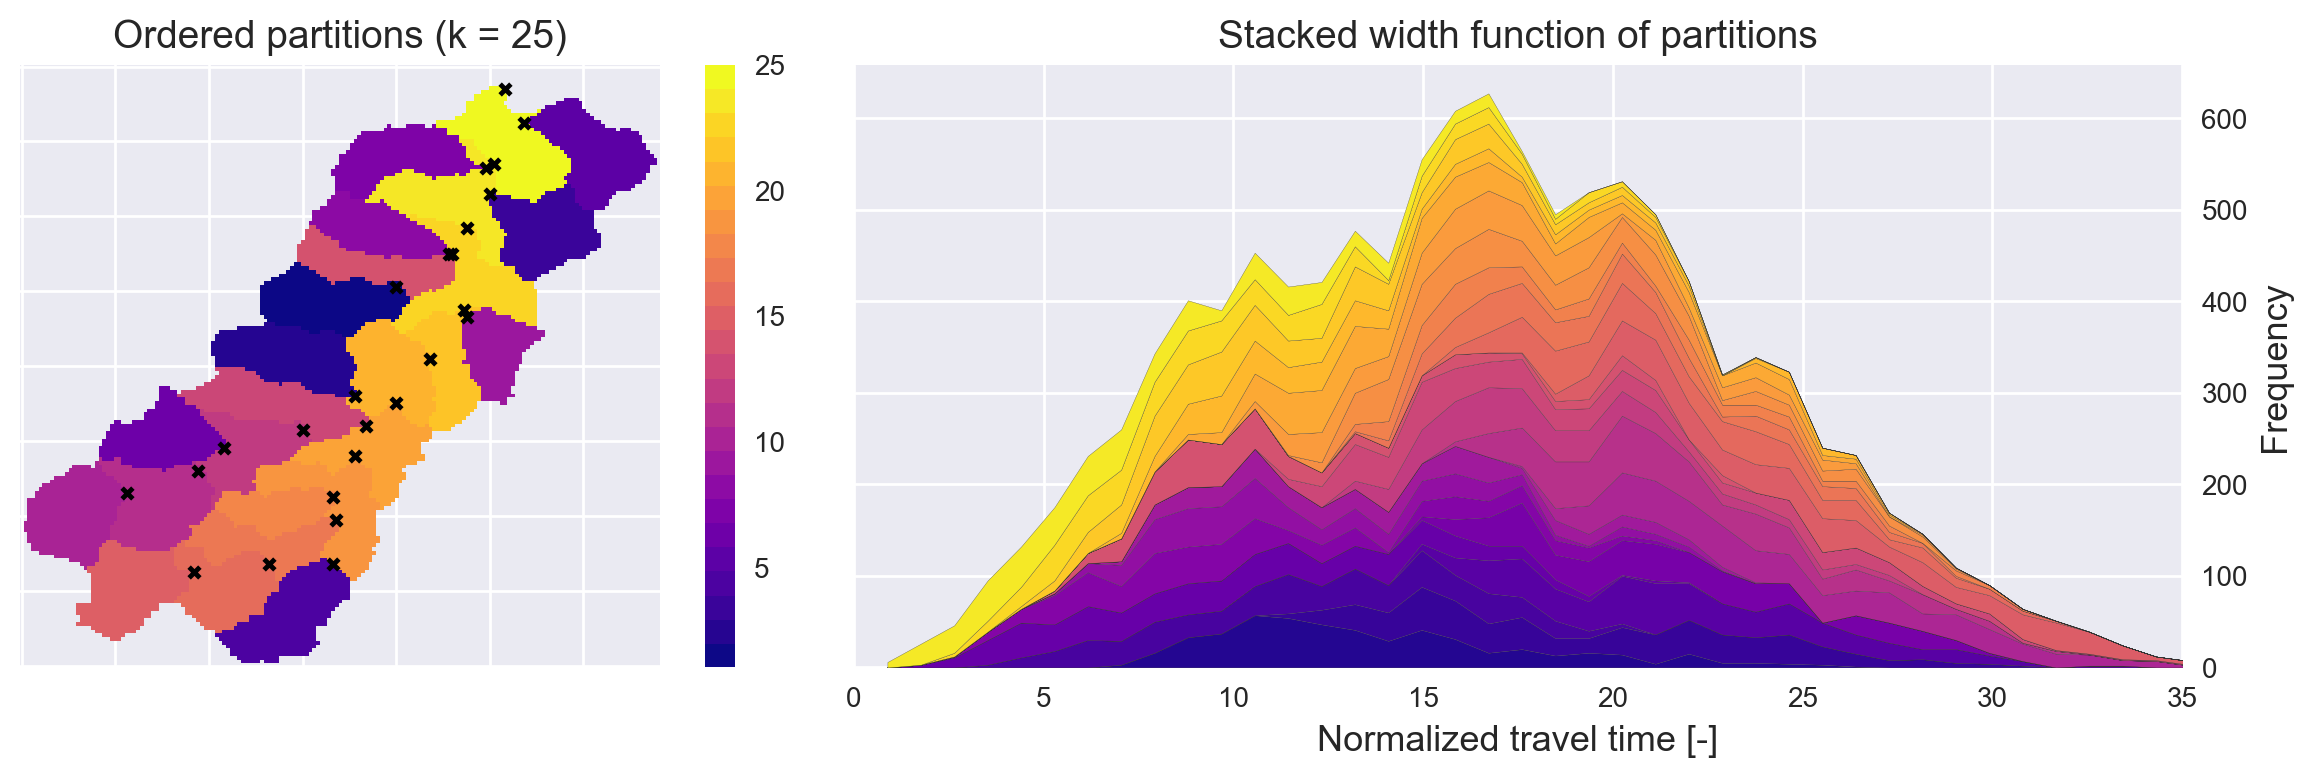 Ordered partitions (k = 25)
25
20
15
10
5
Stacked width function of partitions
600
500
400
300
200
100
0
Frequency
0 5 10 15 20 25 30 35
Normalized travel time [-]